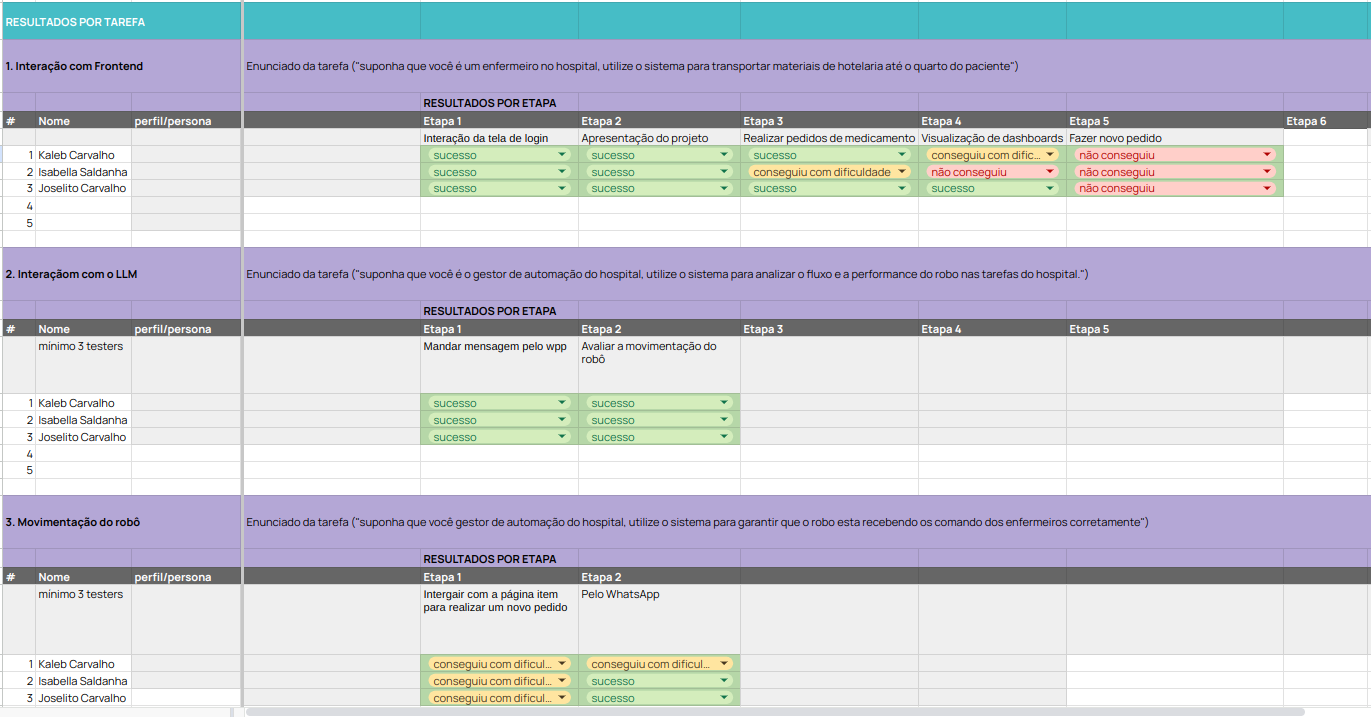 RESULTADOS POR TAREFA
1. Interação com Frontend Enunciado da tarefa ("suponha que você é um enfermeiro no hospital, utilize o sistema para transportar materiais de hotelaria até o quarto do paciente")
RESULTADOS POR ETAPA
# Nome perfil/persona Etapa 1 Etapa 2 Etapa 3 Etapa 4 Etapa 5 Etapa 6
Interação da tela de login Apresentação do projeto Realizar pedidos de medicamento Visualização de dashboards Fazer novo pedido
1 Kaleb Carvalho sucesso sucesso sucesso conseguiu com dific... não conseguiu
2 Isabella Saldanha sucesso sucesso conseguiu com dificuldade não conseguiu não conseguiu
3 Joselito Carvalho sucesso sucesso sucesso sucesso não conseguiu
4
5
2. Interaçãom com o LLM Enunciado da tarefa ("suponha que você é o gestor de automação do hospital, utilize o sistema para analizar o fluxo e a performance do robo nas tarefas do hospital.")
RESULTADOS POR ETAPA
# Nome perfil/persona Etapa 1 Etapa 2 Etapa 3 Etapa 4 Etapa 5
mínimo 3 testers Mandar mensagem pelo wpp Avaliar a movimentação do
robô
1 Kaleb Carvalho sucesso sucesso
2 Isabella Saldanha sucesso sucesso
3 Joselito Carvalho sucesso sucesso
4
5
3. Movimentação do robô Enunciado da tarefa ("suponha que você gestor de automação do hospital, utilize o sistema para garantir que o robo esta recebendo os comando dos enfermeiros corretamente")
RESULTADOS POR ETAPA
# Nome perfil/persona Etapa 1 Etapa 2
mínimo 3 testers Intergair com a página item Pelo WhatsApp
para realizar um novo pedido
1 Kaleb Carvalho conseguiu com dificul... conseguiu com dificul...
2 Isabella Saldanha conseguiu com dificul... sucesso
3 Joselito Carvalho conseguiu com dificul... sucesso